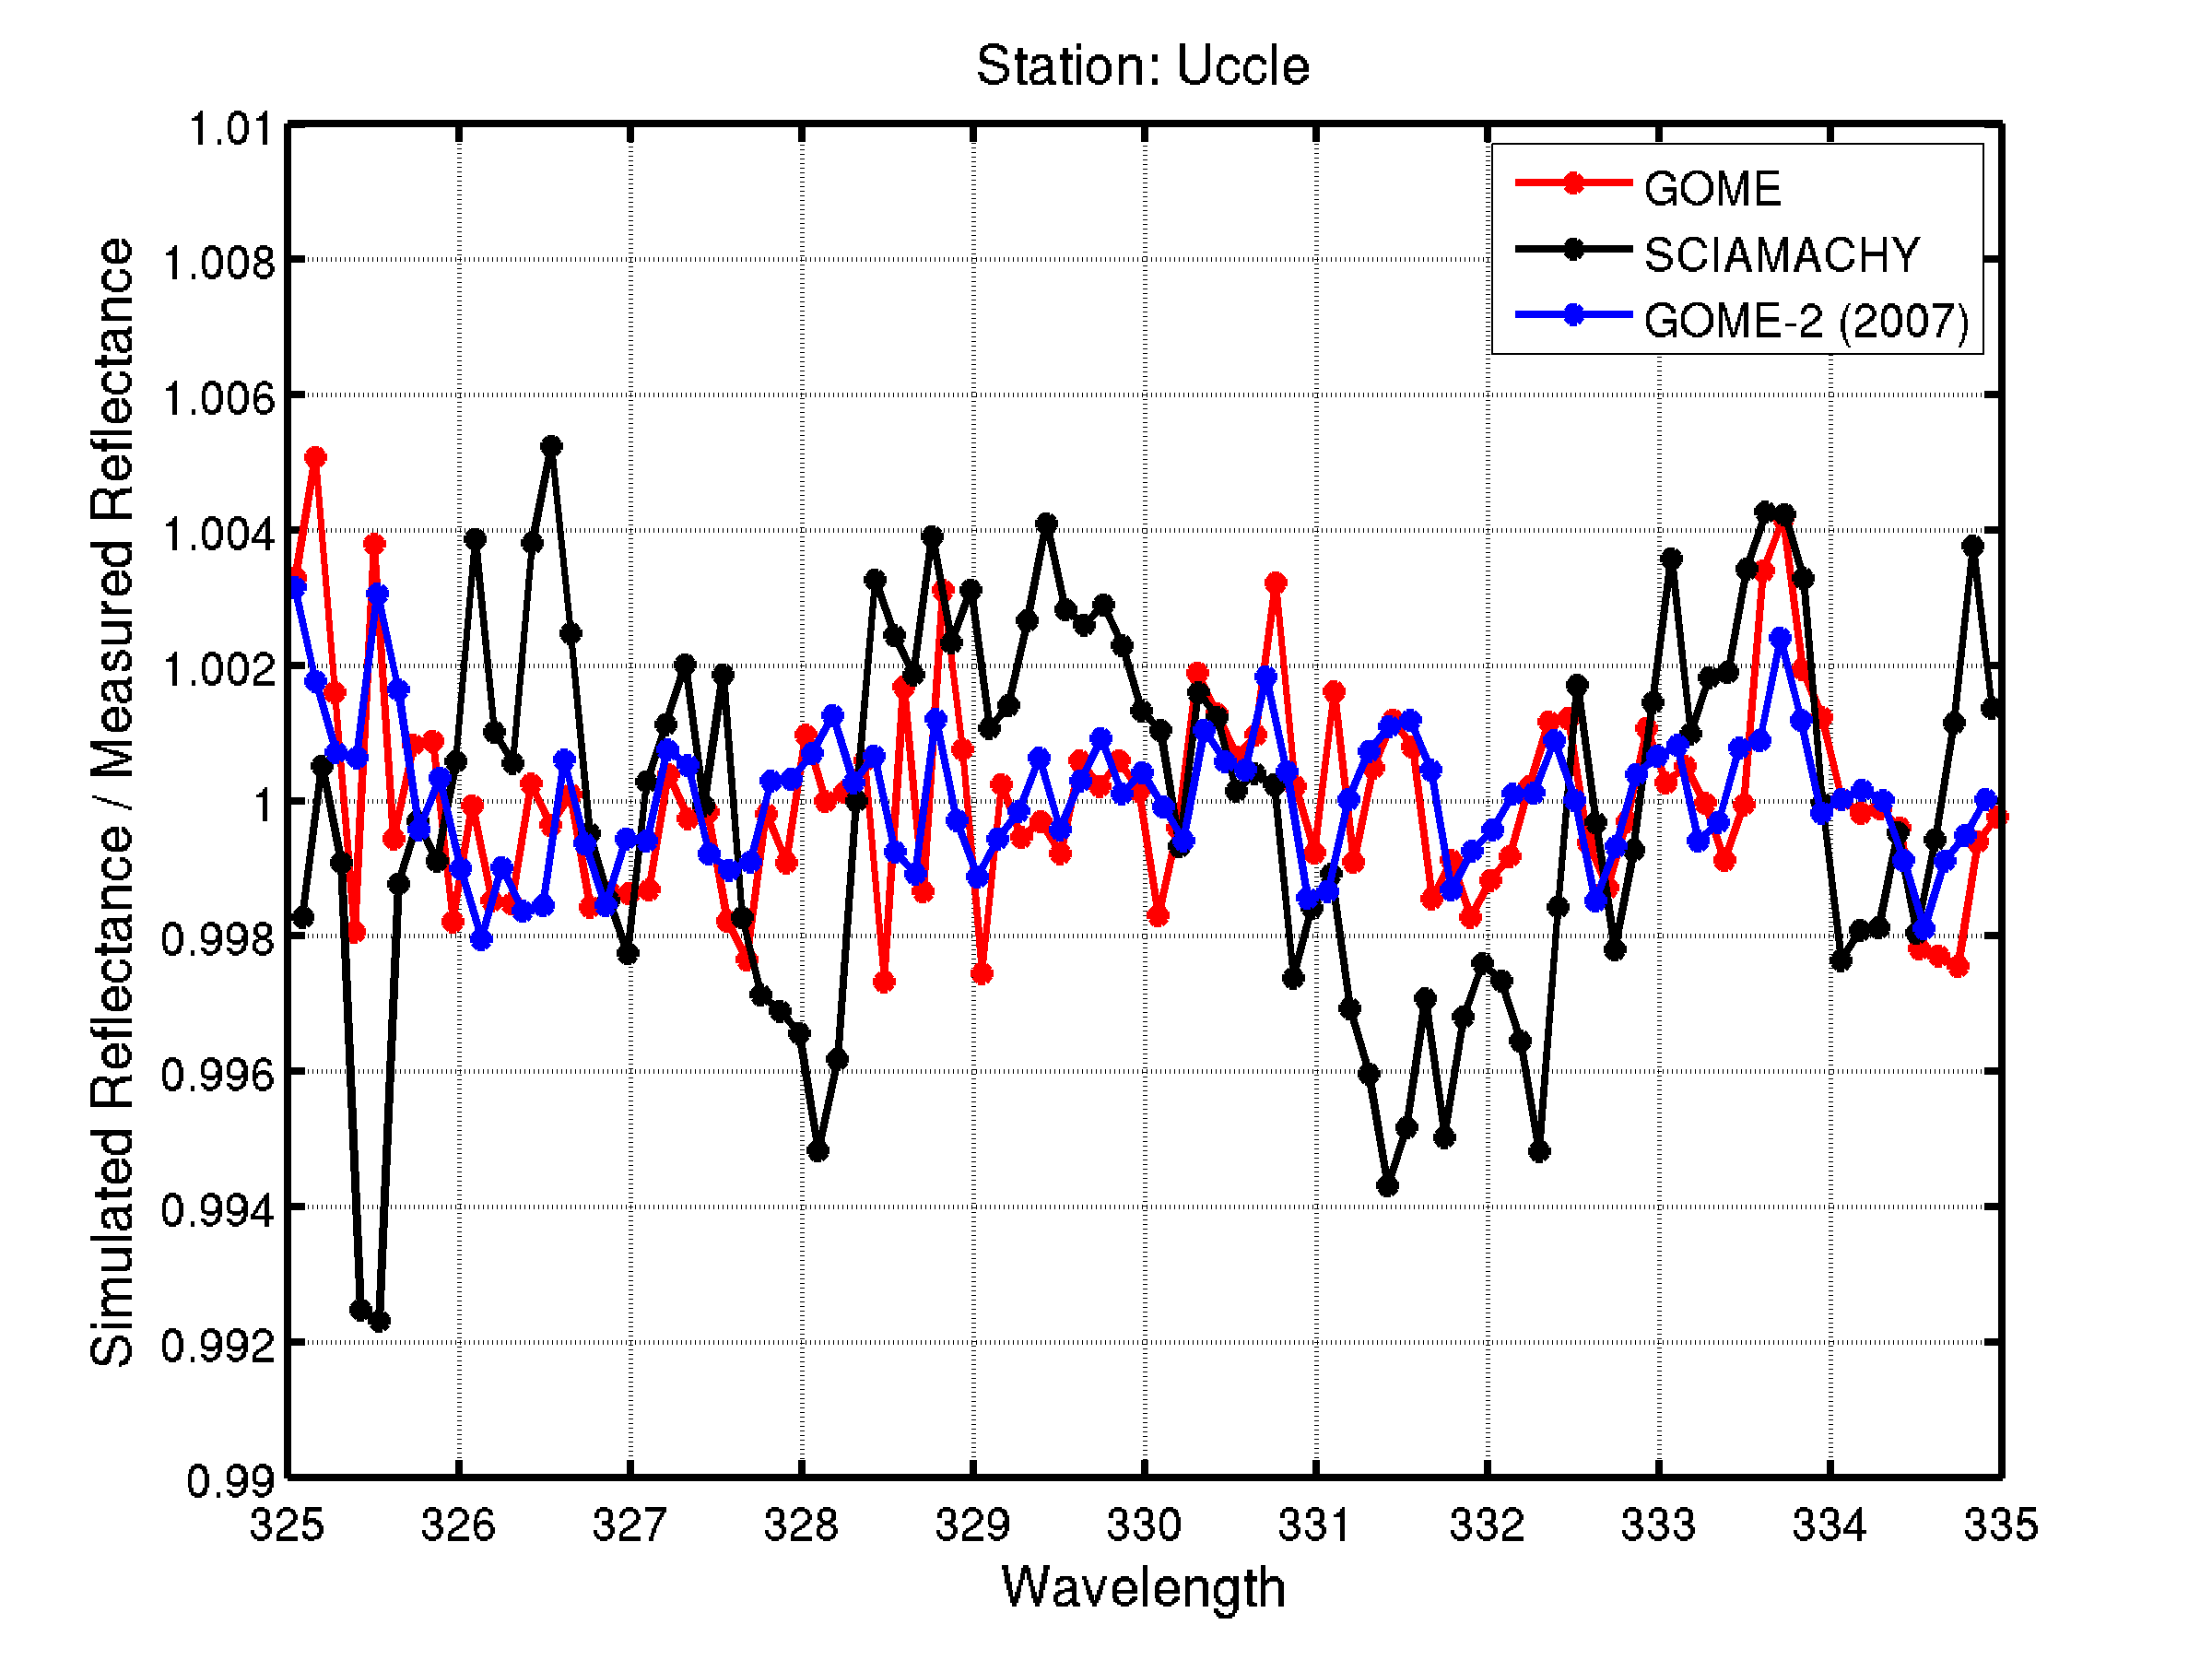 Station: Uccle
1.01
1.008
1.006
1.004
1.002
1
0.998
0.996
0.994
0.992
0.99
Simulated Reflectance / Measured Reflectance
GOME
SCIAMACHY
GOME-2 (2007)
325 326 327 328 329 330 331 332 333 334 335
Wavelength